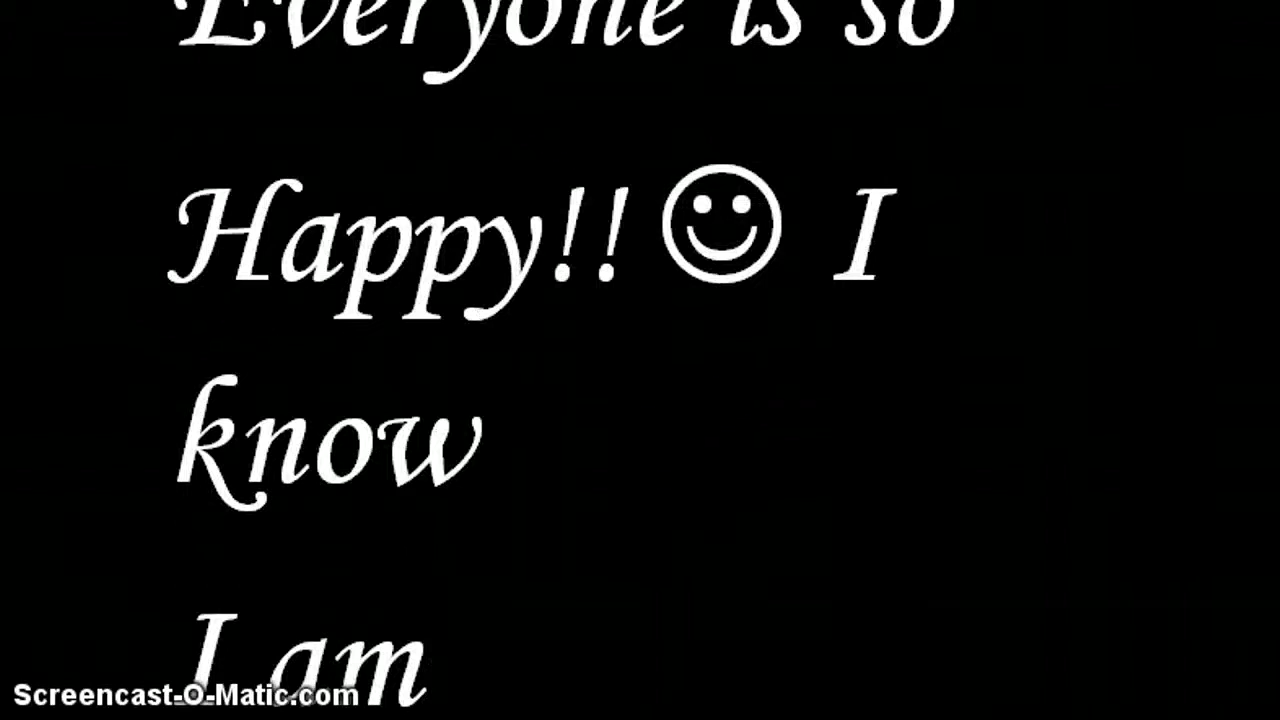 Everyone is so
Happy!!☺ I
know
I am
Screencast-O-Matic.com